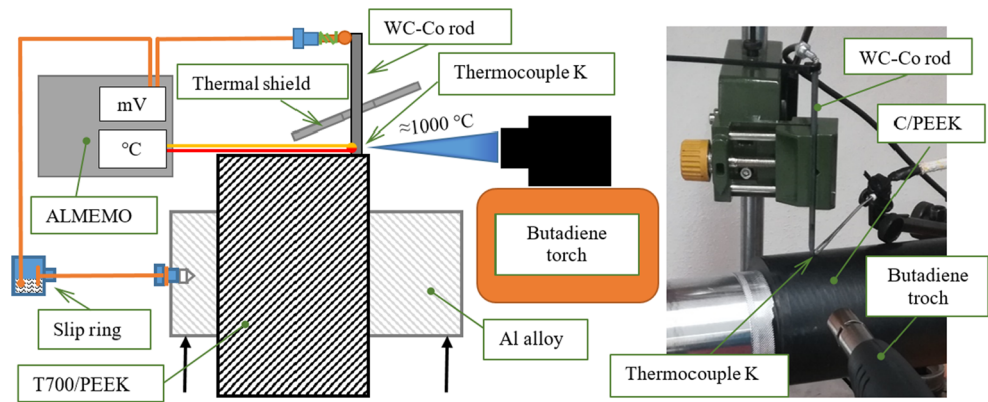 WC-Co rod
Thermal shield
Thermocouple K
mV
°C
≈1000 °C
ALMEMO
Butadiene
torch
Slip ring
Al alloy
T700/PEEK
WC-Co rod
C/PEEK
Butadiene
troch
Thermocouple K